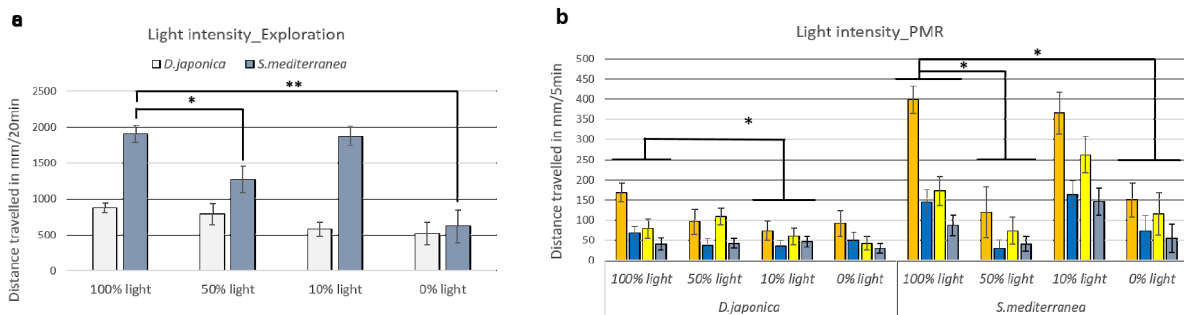 a
Light intensity_Exploration
D.japonica S.mediterranea
Distance travelled in mm/20min
2500
2000
1500
1000
500
0
**
*
100% light 50% light 10% light 0% light
b
Light intensity_PMR
Distance travelled in mm/5min
500
450
400
350
300
250
200
150
100
50
0
*
*
*
100% light 50% light 10% light 0% light 100% light 50% light 10% light 0% light
D.japonica S.mediterranea